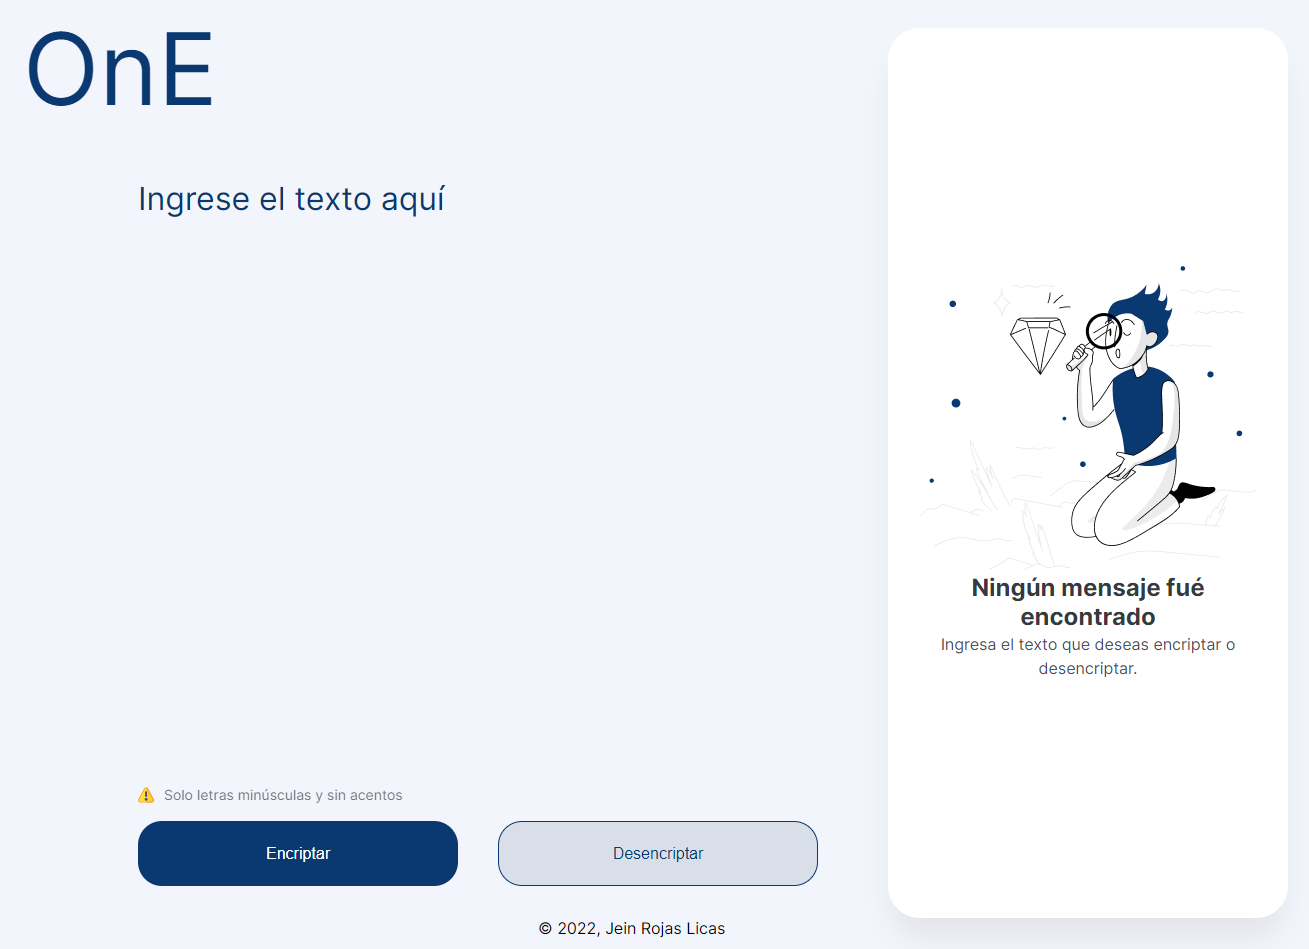 OnE
Ingrese el texto aquí
Ningún mensaje fué
encontrado
Ingresa el texto que deseas encriptar o
desencriptar.
Solo letras minúsculas y sin acentos
Encriptar
Desencriptar
© 2022, Jein Rojas Licas